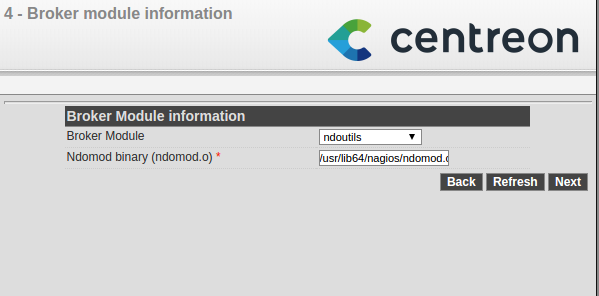 4 - Broker module information
centreon
Broker Module information
Broker Module ndoutils
Ndomod binary (ndomod.o) * /usr/lib64/nagios/ndomod.
Back Refresh Next